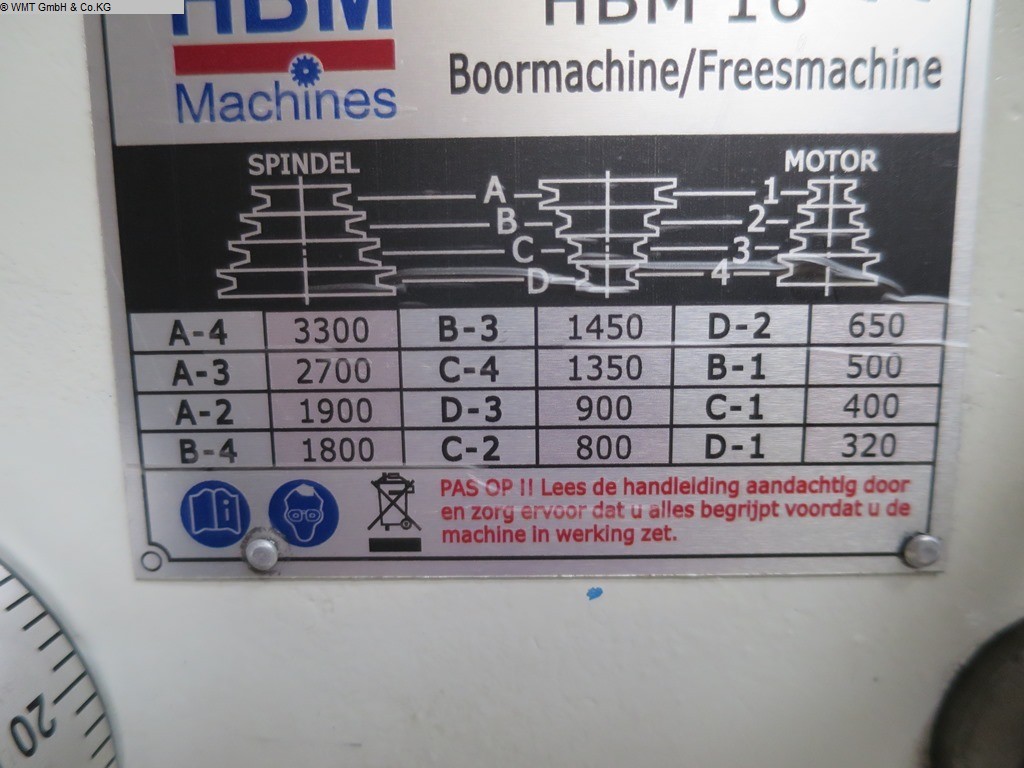 © WMT GmbH & Co.KG
HBM
Machines
HBM 16
Boormachine/Freesmachine
SPINDEL MOTOR
A 1
B 2
C 3
D 4
A-4 3300 B-3 1450 D-2 650
A-3 2700 C-4 1350 B-1 500
A-2 1900 D-3 900 C-1 400
B-4 1800 C-2 800 D-1 320
PAS OP !! Lees de handleiding aandachtig door
en zorg ervoor dat u alles begrijpt voordat u de
machine in werking zet.
20